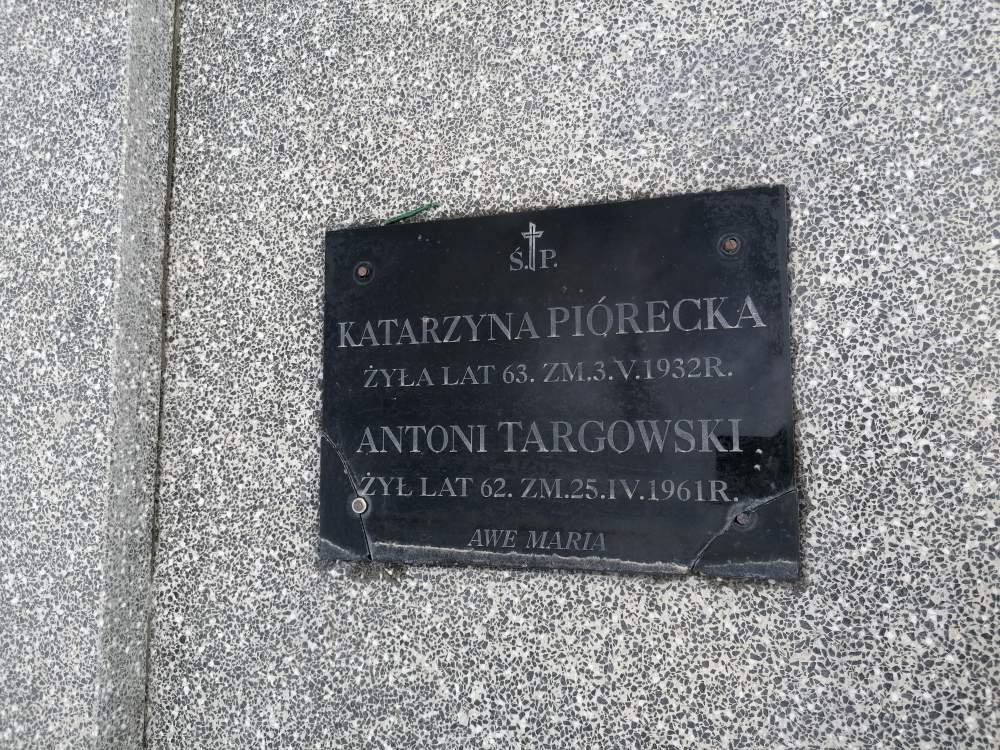 Ś.P.
KATARZYNA PIÓRECKA
ŻYŁA LAT 63. ZM.3.V.1932R.
ANTONI TARGOWSKI
ŻYŁ LAT 62. ZM.25.IV.1961R.
AWE MARIA